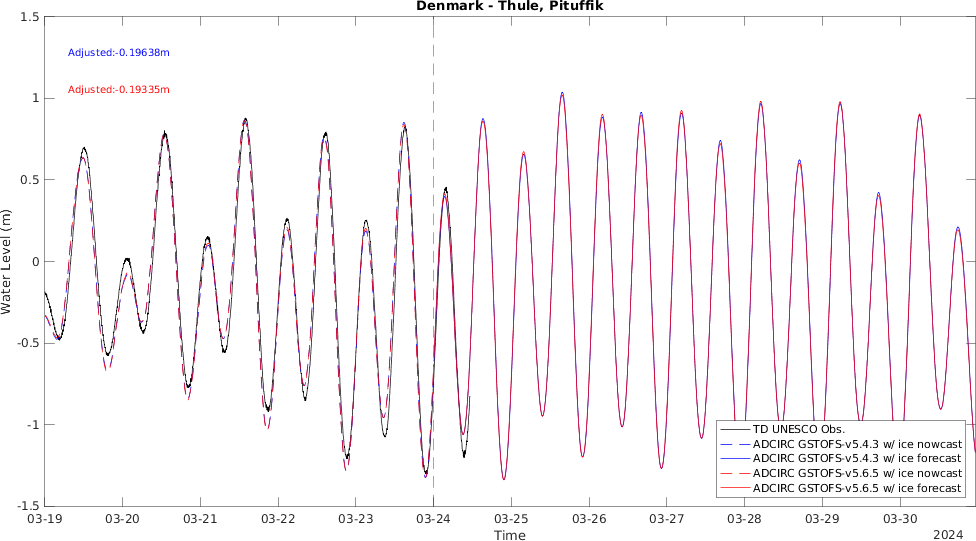 Denmark - Thule, Pituffik
1.5
Adjusted:-0.19638m
Adjusted:-0.19335m
1
0.5
0
-0.5
-1
-1.5
Water Level (m)
TD UNESCO Obs.
ADCIRC GSTOFS-v5.4.3 w/ ice nowcast
ADCIRC GSTOFS-v5.4.3 w/ ice forecast
ADCIRC GSTOFS-v5.6.5 w/ ice nowcast
ADCIRC GSTOFS-v5.6.5 w/ ice forecast
03-19 03-20 03-21 03-22 03-23 03-24 03-25 03-26 03-27 03-28 03-29 03-30
Time
2024